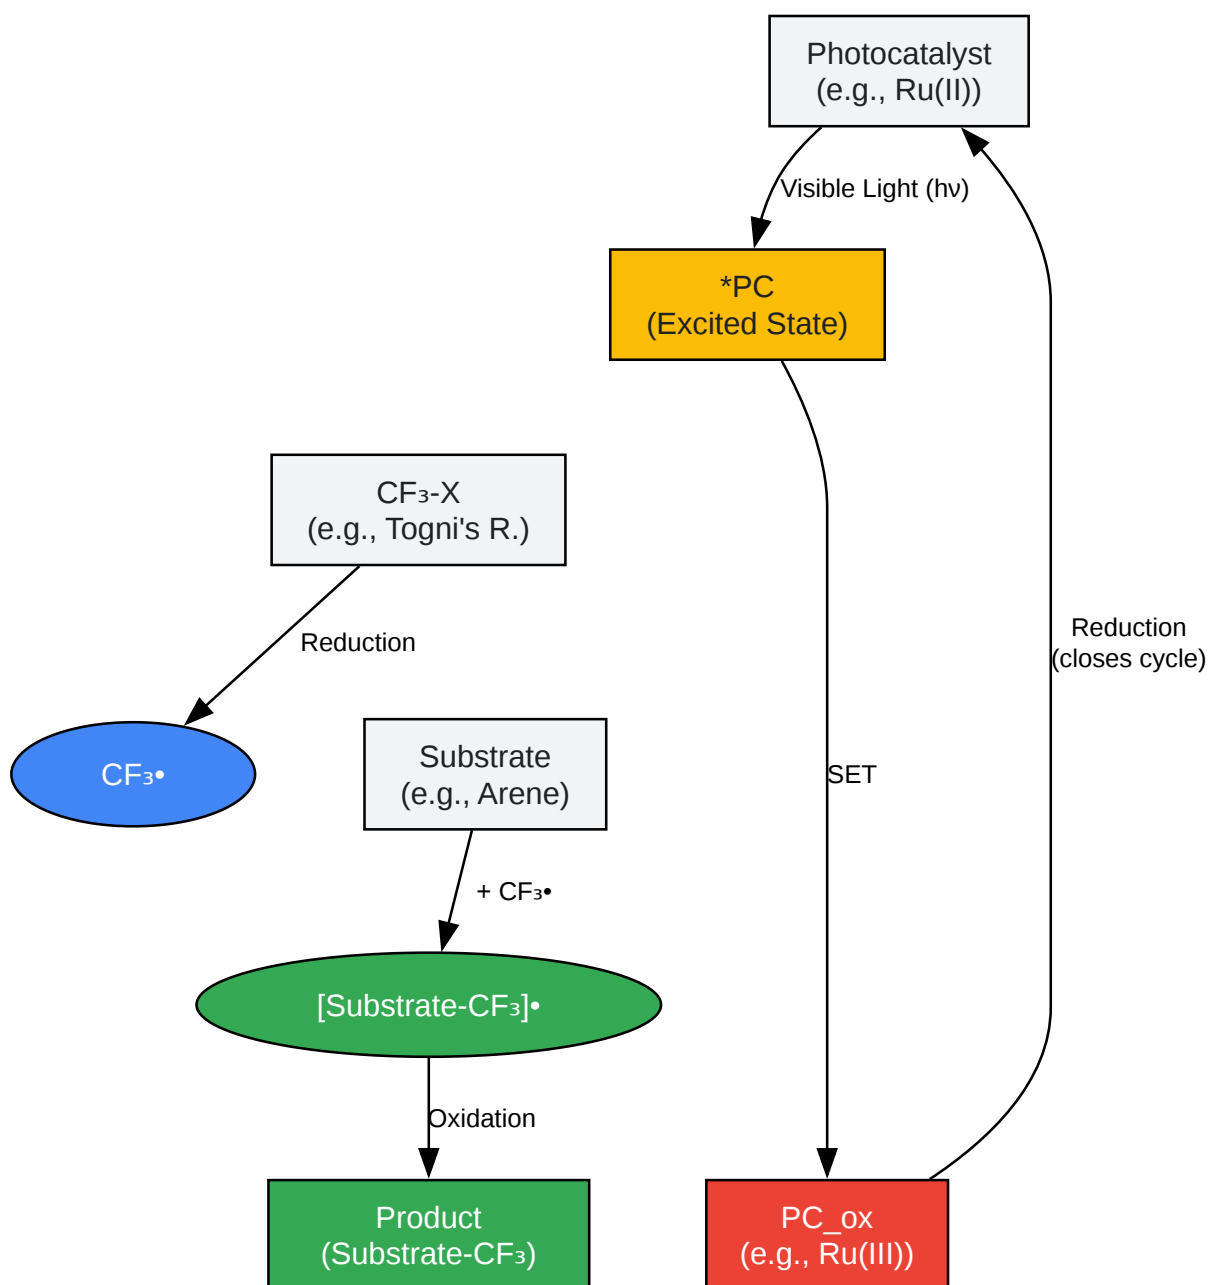 Photocatalyst
(e.g., Ru(II))
Visible Light (hν)
*PC
(Excited State)
CF₃-X
(e.g., Togni's R.)
Reduction
Reduction
(closes cycle)
CF₃•
Substrate
(e.g., Arene)
SET
+ CF₃•
[Substrate-CF₃]•
Oxidation
Product
(Substrate-CF₃)
PC_ox
(e.g., Ru(III))